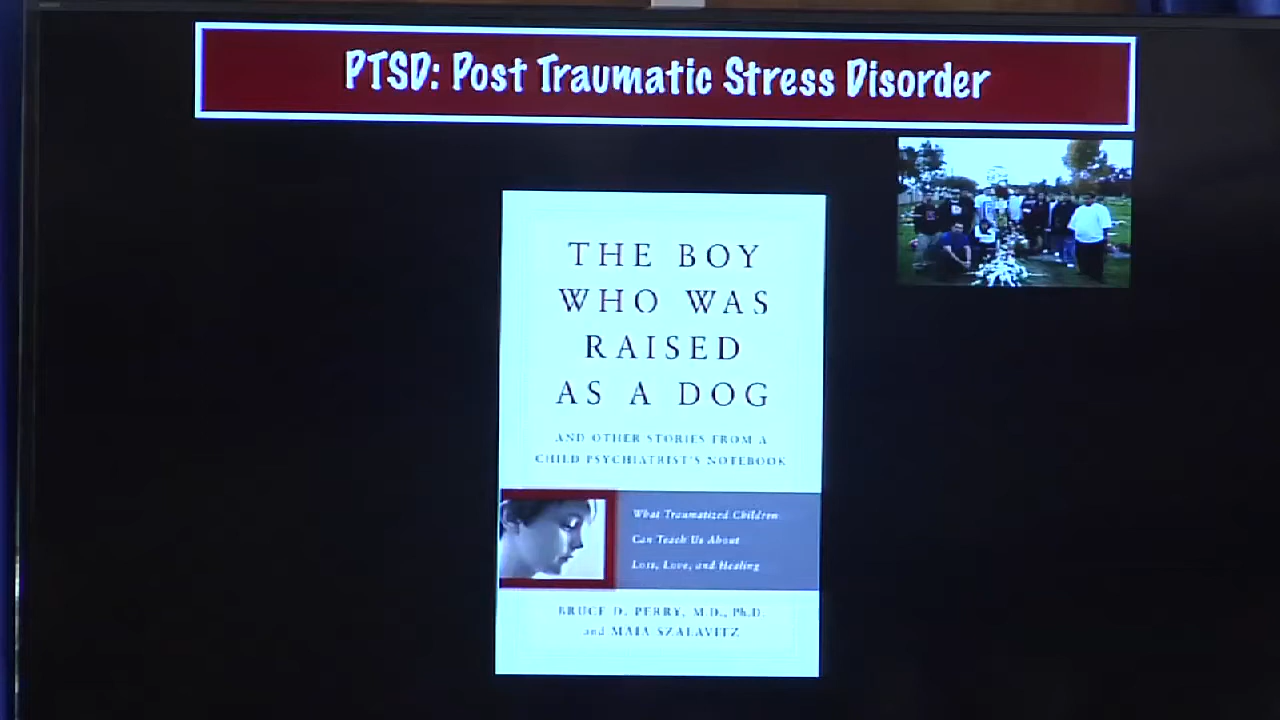 PTSD: Post Traumatic Stress Disorder
THE BOY
WHO WAS
RAISED
AS A DOG
AND OTHER STORIES FROM A
CHILD PSYCHIATRIST'S NOTEBOOK
What Traumatized Children
Can Teach Us About
Loss, Love, and Healing
BRUCE D. PERRY, M.D., Ph.D.
and MAIA SZALAVITZ